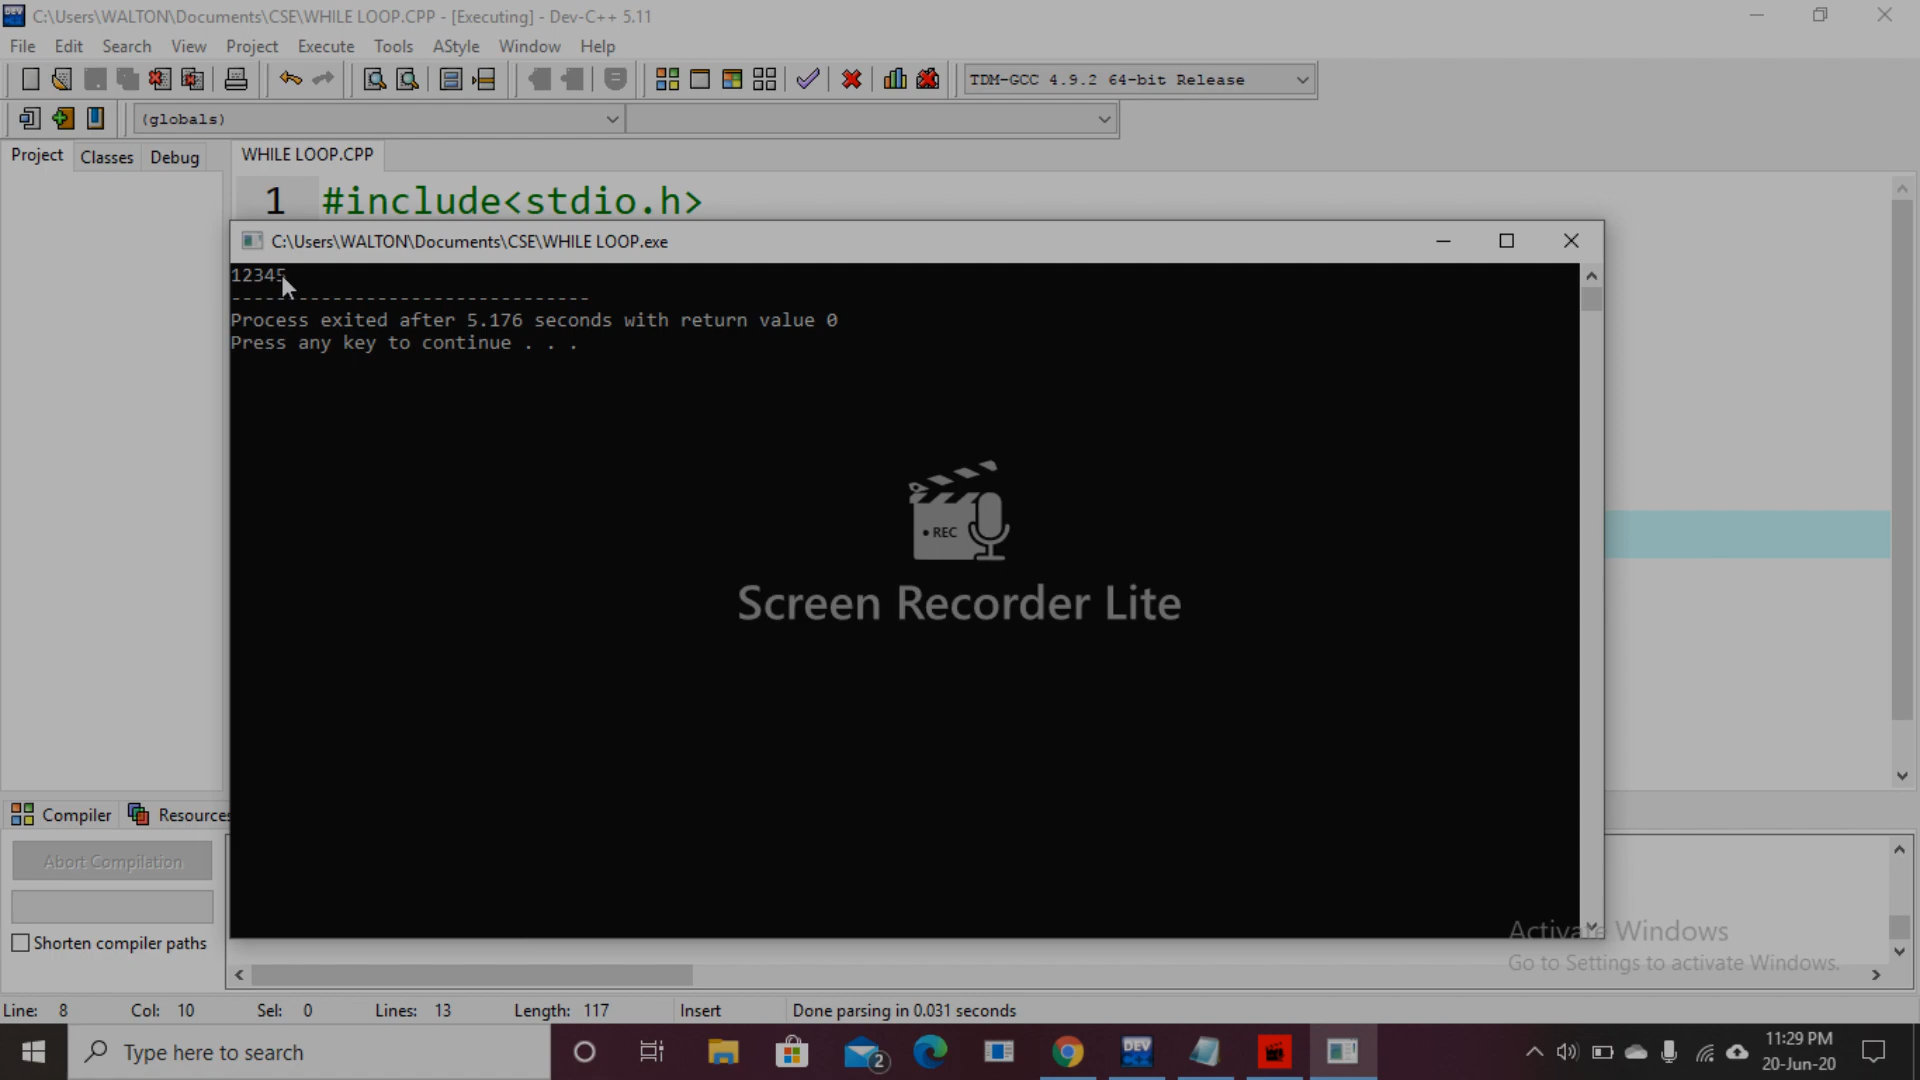 C:\Users\WALTON\Documents\CSE\WHILE LOOP.CPP - [Executing] - Dev-C++ 5.11
File Edit Search View Project Execute Tools AStyle Window Help
TDM-GCC 4.9.2 64-bit Release
(globals)
Project Classes Debug WHILE LOOP.CPP
1 #include<stdio.h>
C:\Users\WALTON\Documents\CSE\WHILE LOOP.exe
12345
--------------------------------
Process exited after 5.176 seconds with return value 0
Press any key to continue . . .
REC
Screen Recorder Lite
Compiler Resources
Abort Compilation
Shorten compiler paths
Activate Windows
Go to Settings to activate Windows.
Line: 8 Col: 10 Sel: 0 Lines: 13 Length: 117 Insert Done parsing in 0.031 seconds
Type here to search
DEV
2
11:29 PM
20-Jun-20